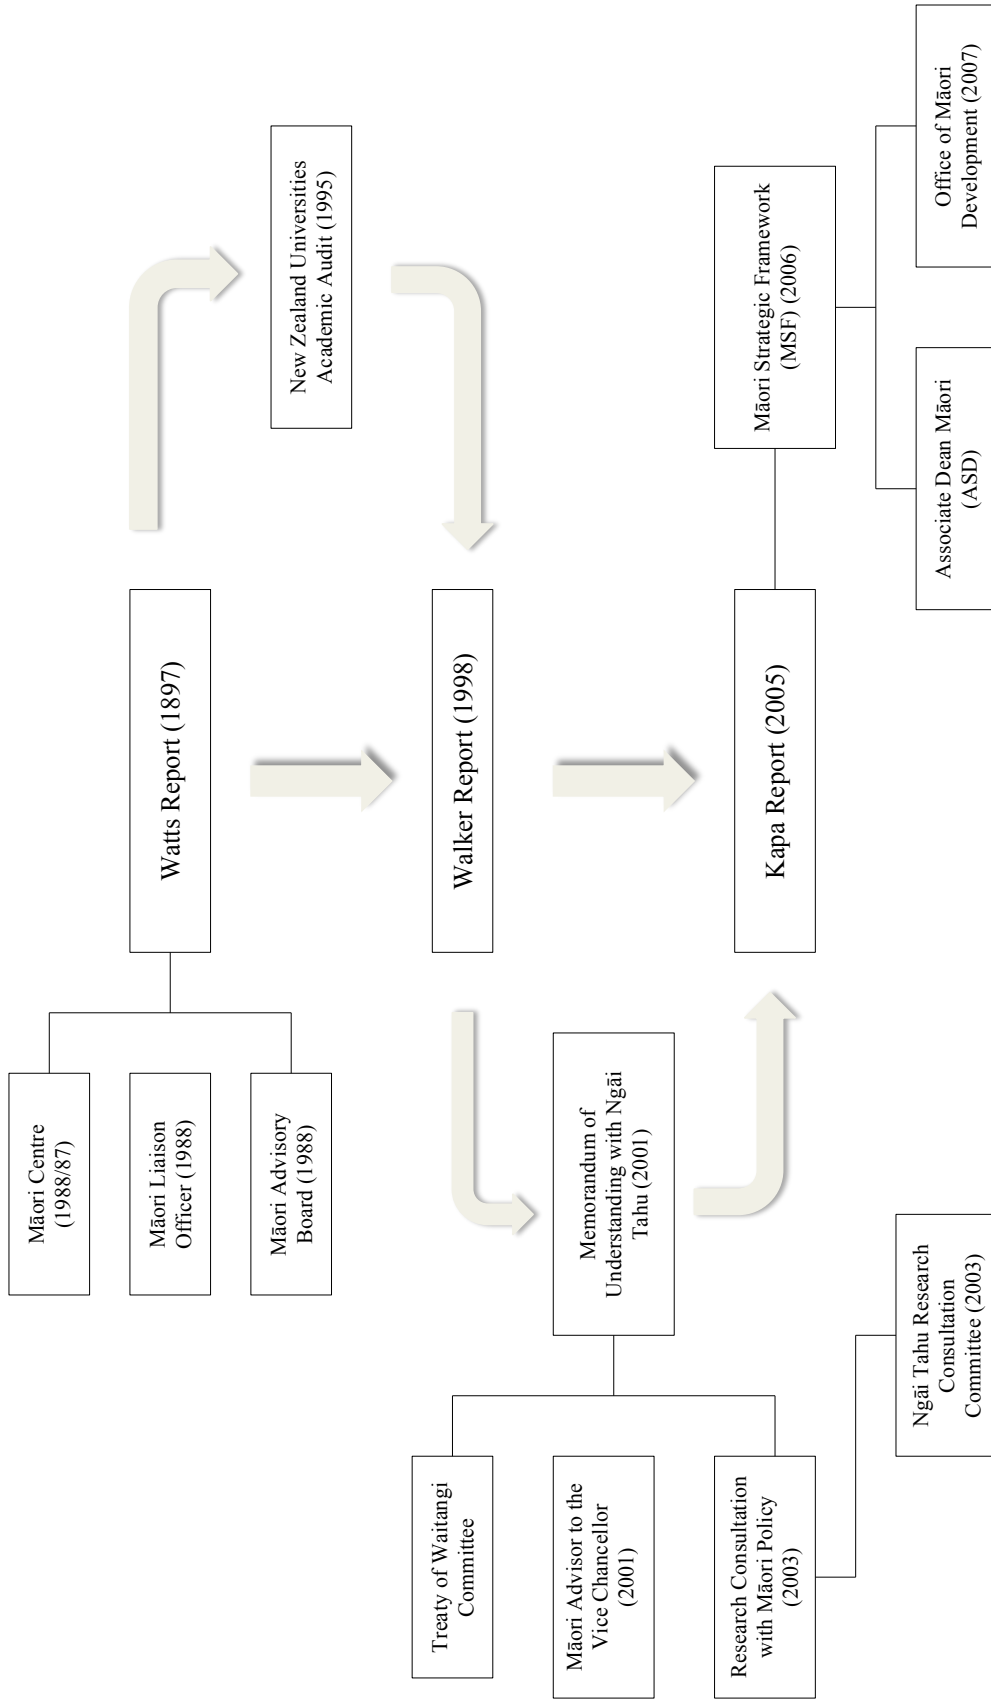 Māori Centre
(1988/87)
Māori Liaison
Officer (1988)
Māori Advisory
Board (1988)
Watts Report (1897)
New Zealand Universities
Academic Audit (1995)
Walker Report (1998)
Treaty of Waitangi
Committee
Māori Advisor to the
Vice Chancellor
(2001)
Research Consultation
with Māori Policy
(2003)
Memorandum of
Understanding with Ngāi
Tahu (2001)
Ngāi Tahu Research
Consultation
Committee (2003)
Kapa Report (2005)
Māori Strategic Framework
(MSF) (2006)
Associate Dean Māori
(ASD)
Office of Māori
Development (2007)